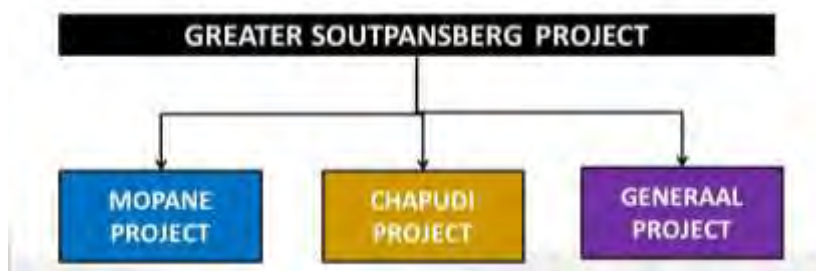 GREATER SOUTPANSBERG PROJECT
MOPANE
PROJECT
CHAPUDI
PROJECT
GENERAAL
PROJECT